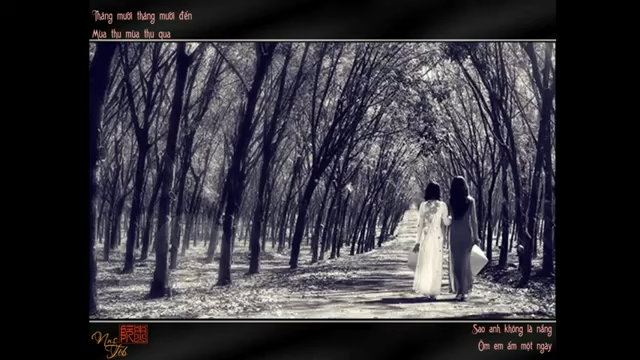 Tháng mười tháng mười đến
Mùa thu mùa thu qua
Sao anh không là nắng
Ôm em ấm một ngày